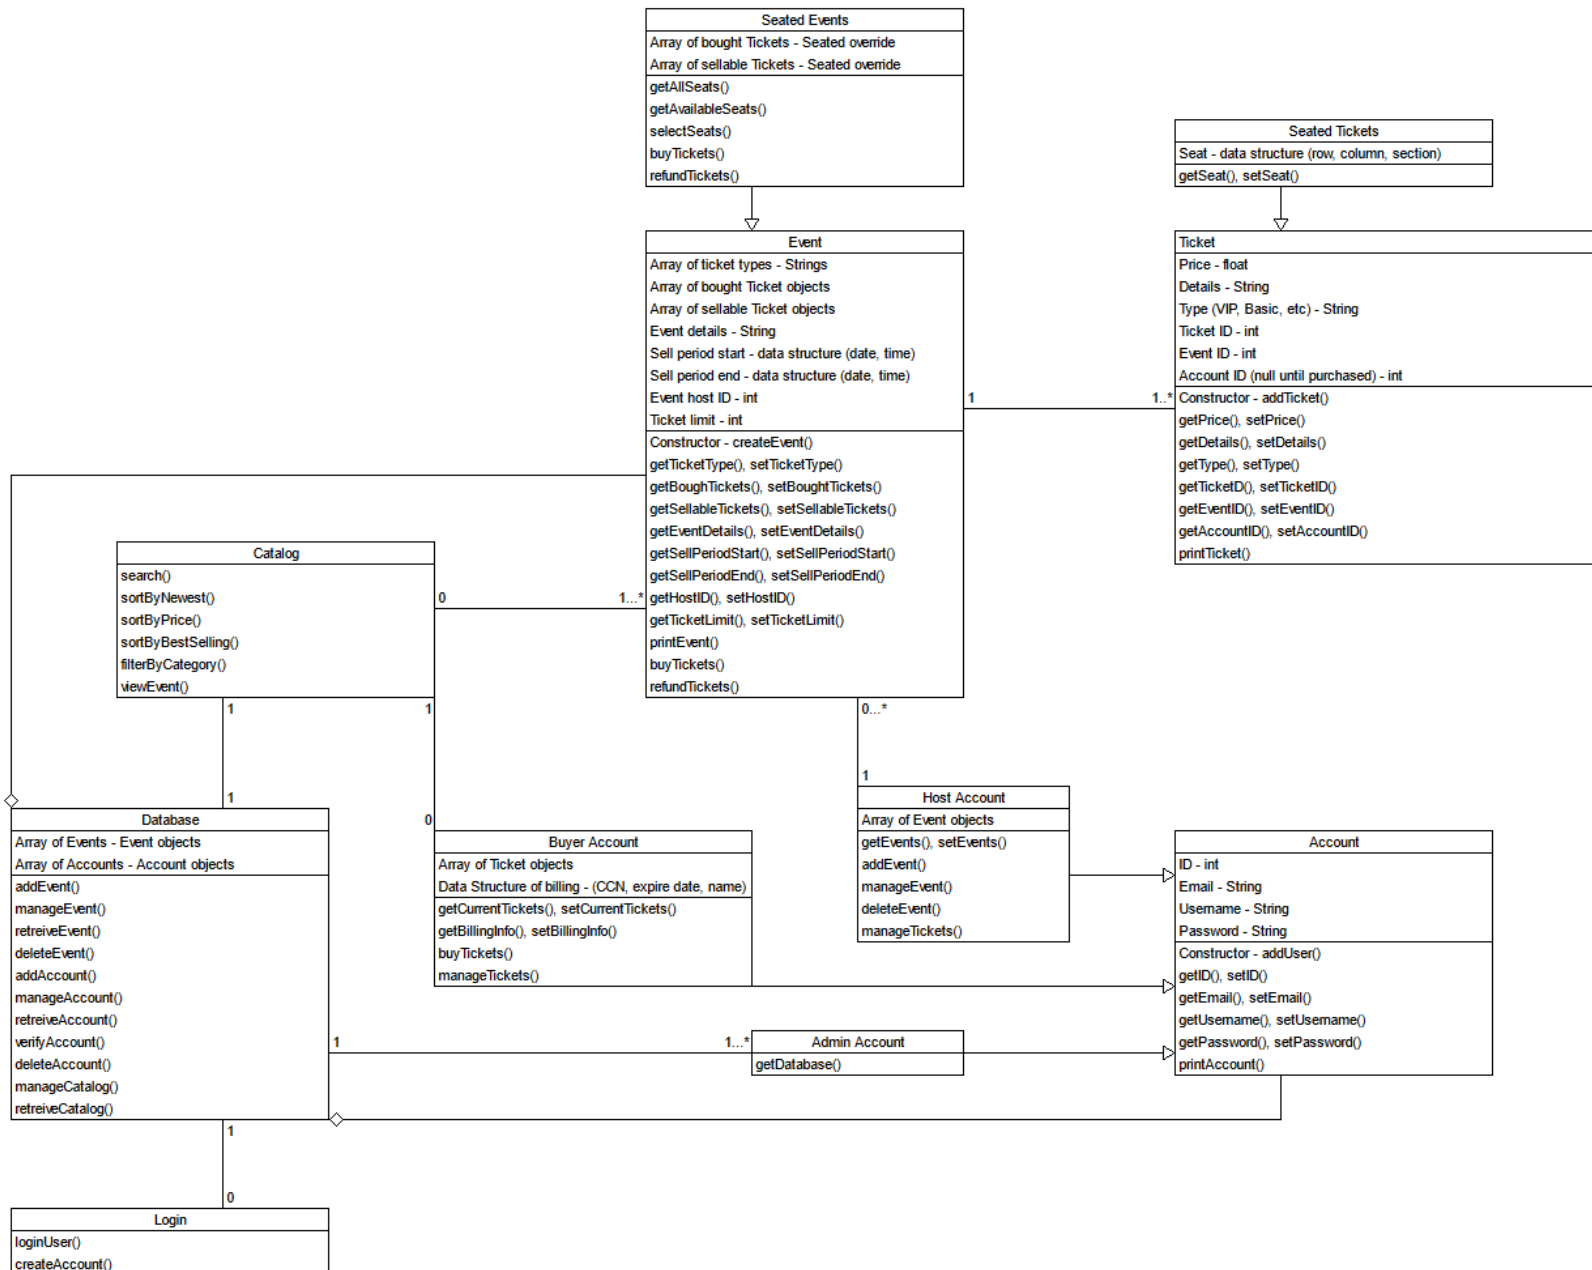 Seated Events
Array of bought Tickets - Seated override
Array of sellable Tickets - Seated override
getAllSeats()
getAvailableSeats()
selectSeats()
buyTickets()
refundTickets()
Seated Tickets
Seat - data structure (row, column, section)
getSeat(), setSeat()
Event
Array of ticket types - Strings
Array of bought Ticket objects
Array of sellable Ticket objects
Event details - String
Sell period start - data structure (date, time)
Sell period end - data structure (date, time)
Event host ID - int
Ticket limit - int
Constructor - createEvent()
getTicketType(), setTicketType()
getBoughTickets(), setBoughtTickets()
getSellableTickets(), setSellableTickets()
getEventDetails(), setEventDetails()
getSellPeriodStart(), setSellPeriodStart()
getSellPeriodEnd(), setSellPeriodEnd()
getHostID(), setHostID()
getTicketLimit(), setTicketLimit()
printEvent()
buyTickets()
refundTickets()
1
1..*
Ticket
Price - float
Details - String
Type (VIP, Basic, etc) - String
Ticket ID - int
Event ID - int
Account ID (null until purchased) - int
Constructor - addTicket()
getPrice(), setPrice()
getDetails(), setDetails()
getType(), setType()
getTicketD(), setTicketID()
getEventID(), setEventID()
getAccountID(), setAccountID()
printTicket()
Catalog
search()
sortByNewest()
sortByPrice()
sortByBestSelling()
filterByCategory()
viewEvent()
0
1...*
1
1
0...*
1
1
0
Database
Array of Events - Event objects
Array of Accounts - Account objects
addEvent()
manageEvent()
retreiveEvent()
deleteEvent()
addAccount()
manageAccount()
retreiveAccount()
verifyAccount()
deleteAccount()
manageCatalog()
retreiveCatalog()
Buyer Account
Array of Ticket objects
Data Structure of billing - (CCN, expire date, name)
getCurrentTickets(), setCurrentTickets()
getBillingInfo(), setBillingInfo()
buyTickets()
manageTickets()
Host Account
Array of Event objects
getEvents(), setEvents()
addEvent()
manageEvent()
deleteEvent()
manageTickets()
Account
ID - int
Email - String
Username - String
Password - String
Constructor - addUser()
getID(), setID()
getEmail(), setEmail()
getUsername(), setUsername()
getPassword(), setPassword()
printAccount()
1
1...*
Admin Account
getDatabase()
1
0
Login
loginUser()
createAccount()